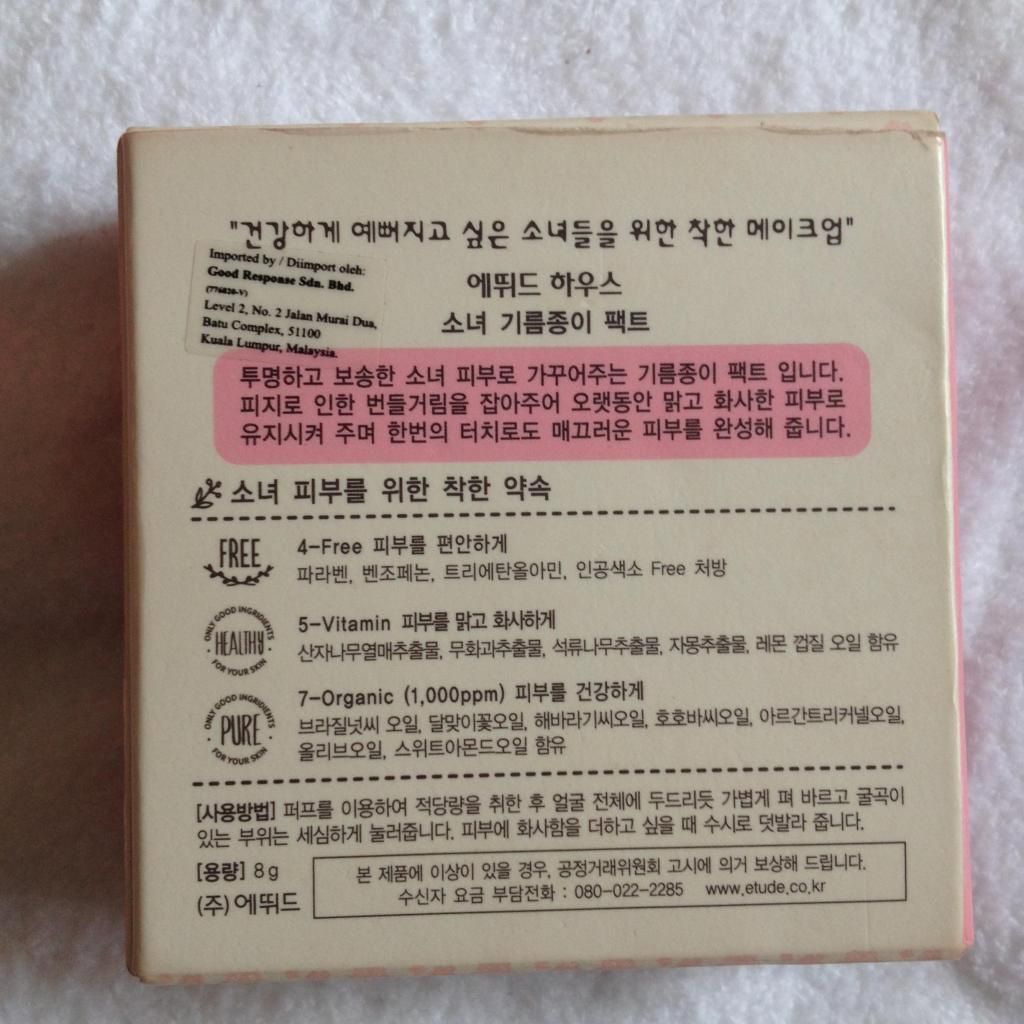 "건강하게 예뻐지고 싶은 소녀들을 위한 착한 메이크업"
에뛰드 하우스
소녀 기름종이 팩트
Imported by / Diimport oleh:
Good Response Sdn. Bhd.
(776826-V)
Level 2, No. 2 Jalan Murai Dua,
Batu Complex, 51100
Kuala Lumpur, Malaysia.
투명하고 보송한 소녀 피부로 가꾸어주는 기름종이 팩트 입니다.
피지로 인한 번들거림을 잡아주어 오랫동안 맑고 화사한 피부로
유지시켜 주며 한번의 터치로도 매끄러운 피부를 완성해 줍니다.
소녀 피부를 위한 착한 약속
FREE
4-Free 피부를 편안하게
파라벤, 벤조페논, 트리에탄올아민, 인공색소 Free 처방
ONLY GOOD INGRIDIENTS
HEALTHY
FOR YOUR SKIN
5-Vitamin 피부를 맑고 화사하게
산자나무열매추출물, 무화과추출물, 석류나무추출물, 자몽추출물, 레몬 껍질 오일 함유
ONLY GOOD INGRIDIENTS
PURE
FOR YOUR SKIN
7-Organic (1,000ppm) 피부를 건강하게
브라질넛씨 오일, 달맞이꽃오일, 해바라기씨오일, 호호바씨오일, 아르간트리커넬오일,
올리브오일, 스위트아몬드오일 함유
[사용방법] 퍼프를 이용하여 적당량을 취한 후 얼굴 전체에 두드리듯 가볍게 펴 바르고 굴곡이
있는 부위는 세심하게 눌러줍니다. 피부에 화사함을 더하고 싶을 때 수시로 덧발라 줍니다.
[용량] 8g
(주) 에뛰드
본 제품에 이상이 있을 경우, 공정거래위원회 고시에 의거 보상해 드립니다.
수신자 요금 부담전화 : 080-022-2285 www.etude.co.kr